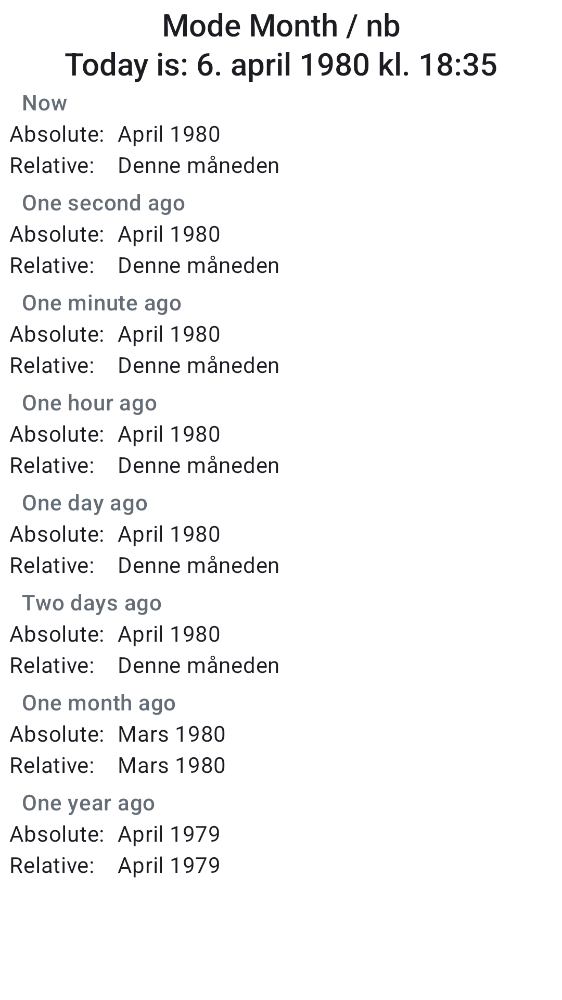 Mode Month / nb
Today is: 6. april 1980 kl. 18:35
Now
Absolute: April 1980
Relative: Denne måneden
One second ago
Absolute: April 1980
Relative: Denne måneden
One minute ago
Absolute: April 1980
Relative: Denne måneden
One hour ago
Absolute: April 1980
Relative: Denne måneden
One day ago
Absolute: April 1980
Relative: Denne måneden
Two days ago
Absolute: April 1980
Relative: Denne måneden
One month ago
Absolute: Mars 1980
Relative: Mars 1980
One year ago
Absolute: April 1979
Relative: April 1979